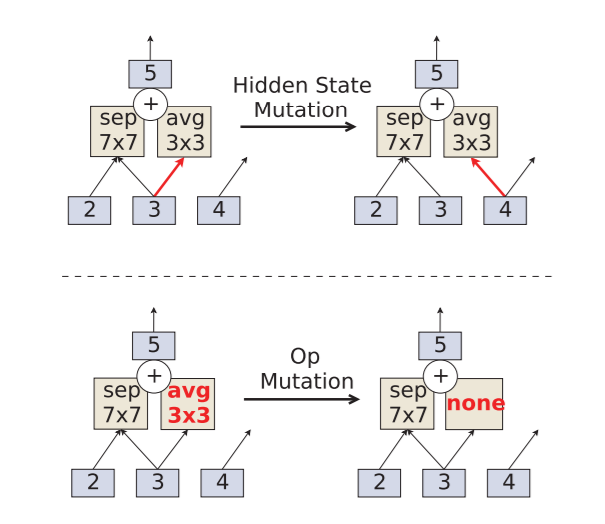 5
+
sep avg
7x7 3x3
2 3 4
Hidden State
Mutation
5
+
sep avg
7x7 3x3
2 3 4
5
+
sep avg
7x7 3x3
2 3 4
Op
Mutation
5
+
sep
7x7 none
2 3 4